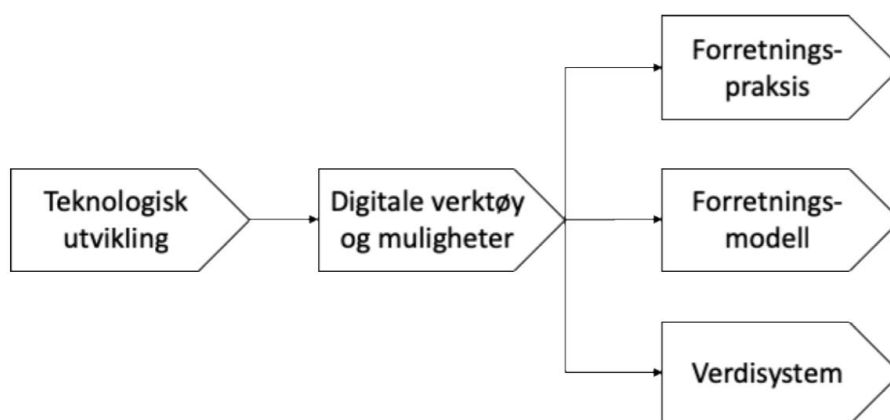 Teknologisk
utvikling
Digitale verktøy
og muligheter
Forretnings-
praksis
Forretnings-
modell
Verdisystem